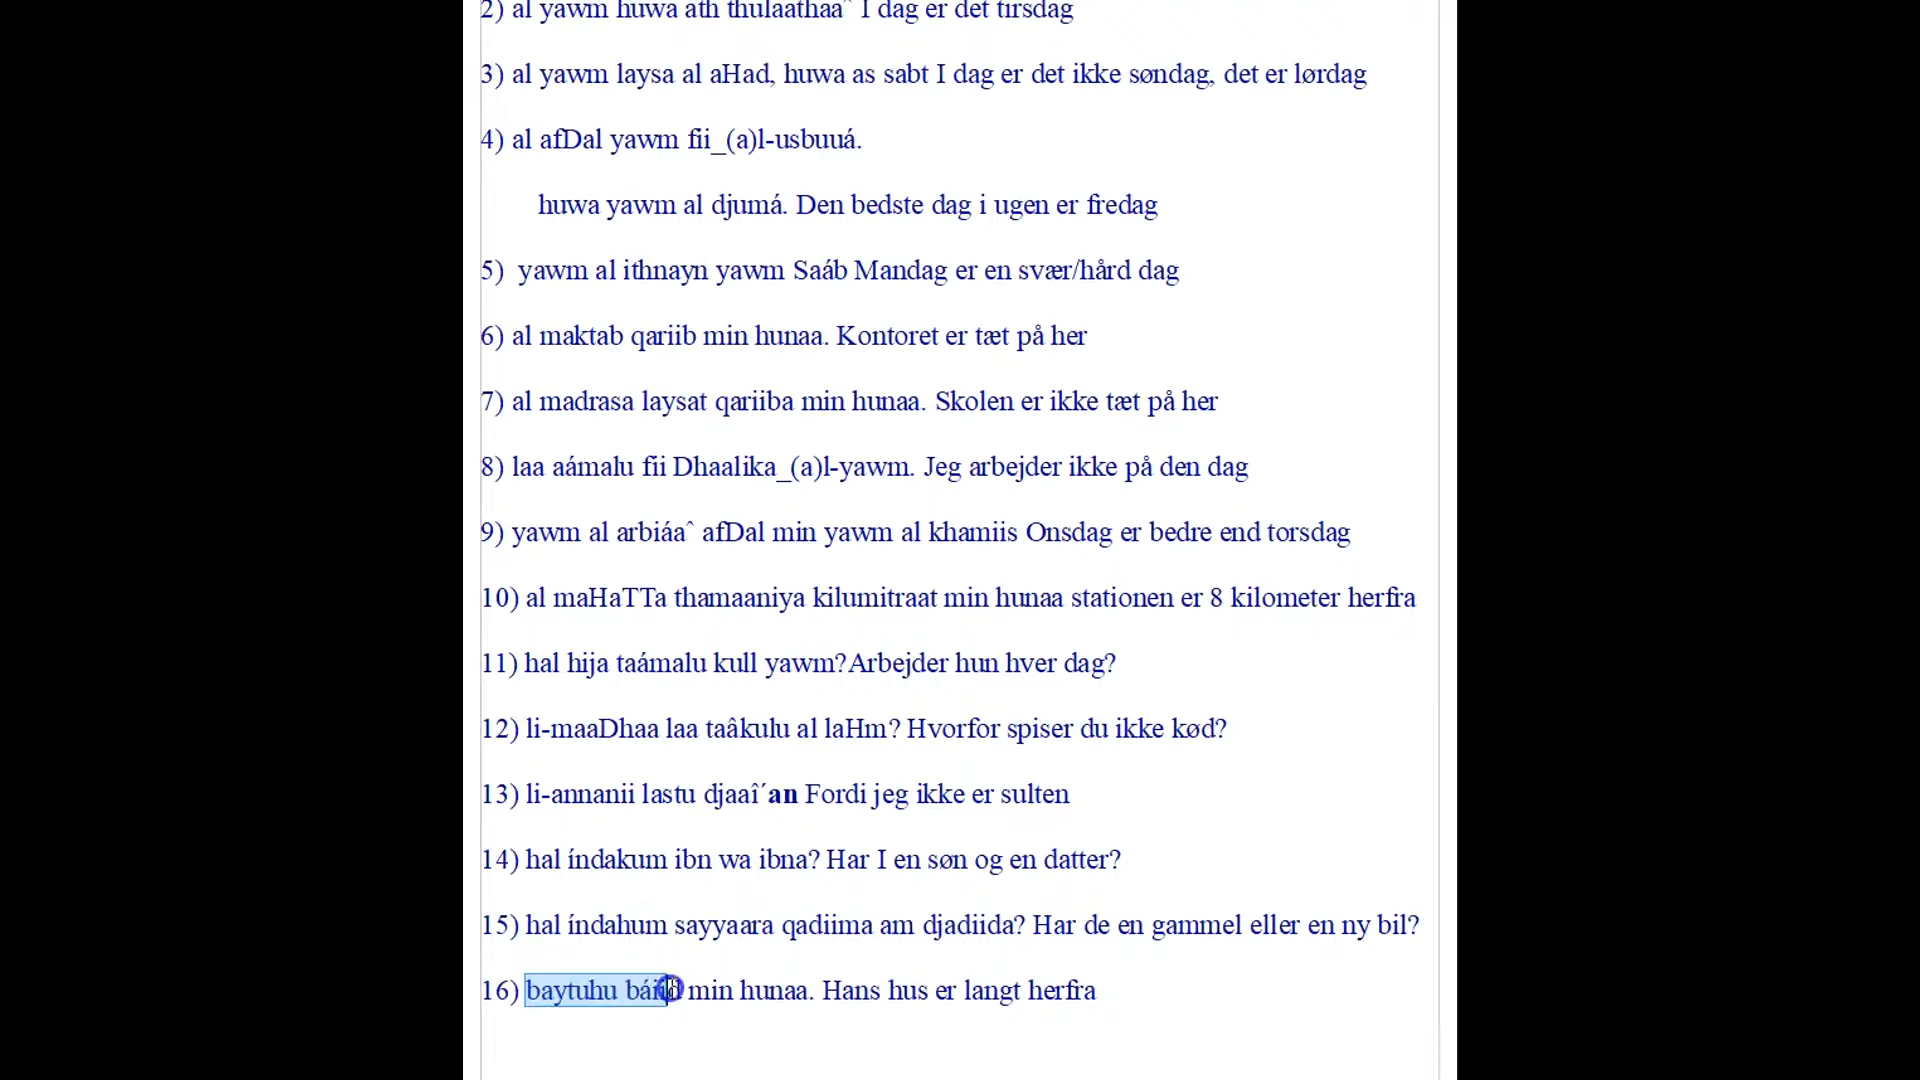 2) al yawm huwa ath thulaathaaˆ I dag er det tirsdag
3) al yawm laysa al aHad, huwa as sabt I dag er det ikke søndag, det er lørdag
4) al afDal yawm fii_(a)l-usbuuá.
huwa yawm al djumá. Den bedste dag i ugen er fredag
5) yawm al ithnayn yawm Saáb Mandag er en svær/hård dag
6) al maktab qariib min hunaa. Kontoret er tæt på her
7) al madrasa laysat qariiba min hunaa. Skolen er ikke tæt på her
8) laa aámalu fii Dhaalika_(a)l-yawm. Jeg arbejder ikke på den dag
9) yawm al arbiáaˆ afDal min yawm al khamiis Onsdag er bedre end torsdag
10) al maHaTTa thamaaniya kilumitraat min hunaa stationen er 8 kilometer herfra
11) hal hija taámalu kull yawm?Arbejder hun hver dag?
12) li-maaDhaa laa taâkulu al laHm? Hvorfor spiser du ikke kød?
13) li-annanii lastu djaaî´an Fordi jeg ikke er sulten
14) hal índakum ibn wa ibna? Har I en søn og en datter?
15) hal índahum sayyaara qadiima am djadiida? Har de en gammel eller en ny bil?
16) baytuhu min hunaa. Hans hus er langt herfra